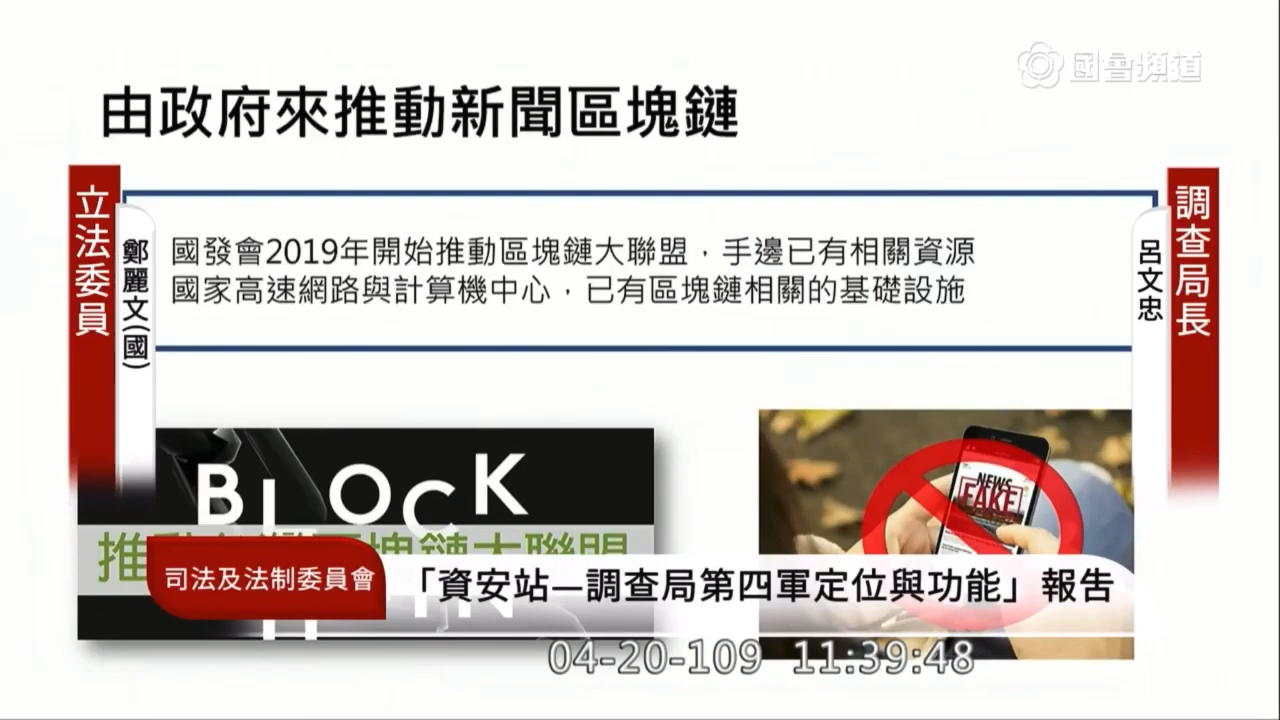 國會頻道
由政府來推動新聞區塊鏈
立法委員
鄭麗文(國)
國發會2019年開始推動區塊鏈大聯盟，手邊已有相關資源
國家高速網路與計算機中心，已有區塊鏈相關的基礎設施
調查局長
呂文忠
BLOCK
NEWS
FAKE
司法及法制委員會
「資安站—調查局第四軍定位與功能」報告
04-20-109 11:39:48